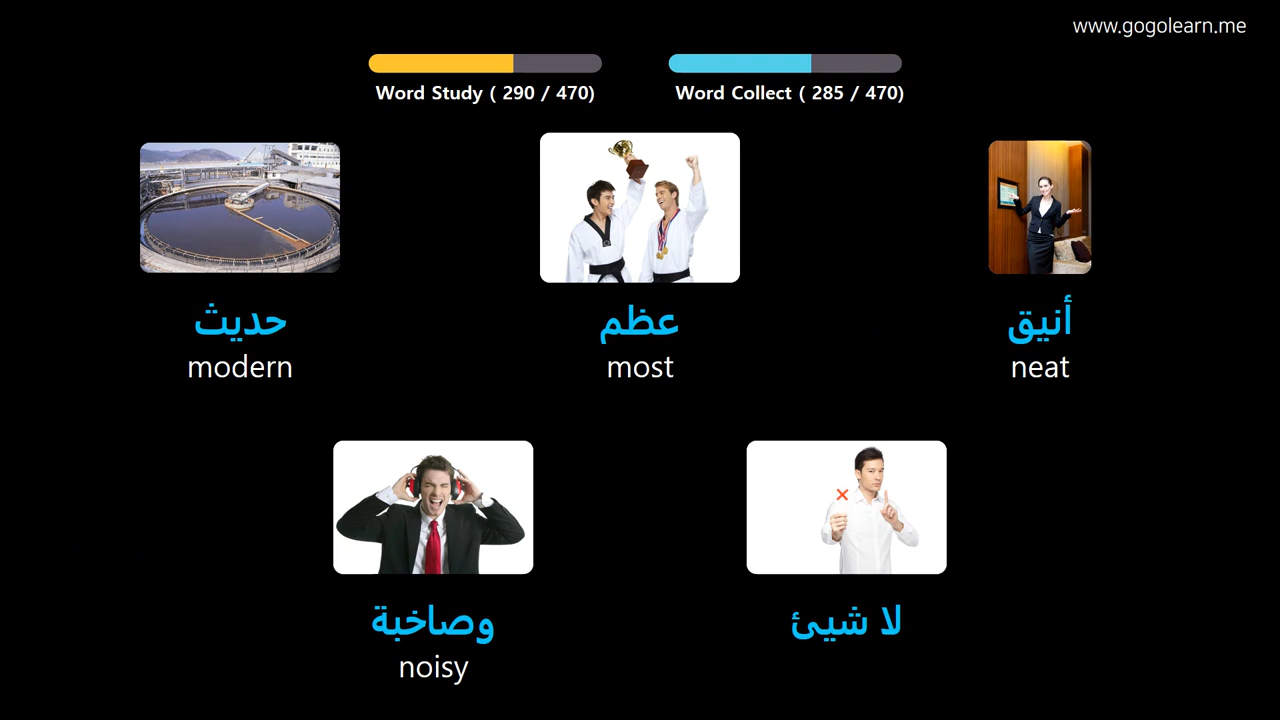 www.gogolearn.me
Word Study ( 290 / 470)
Word Collect ( 285 / 470)
حديث
modern
عظم
most
أنيق
neat
وصاخبة
noisy
لا شيئ